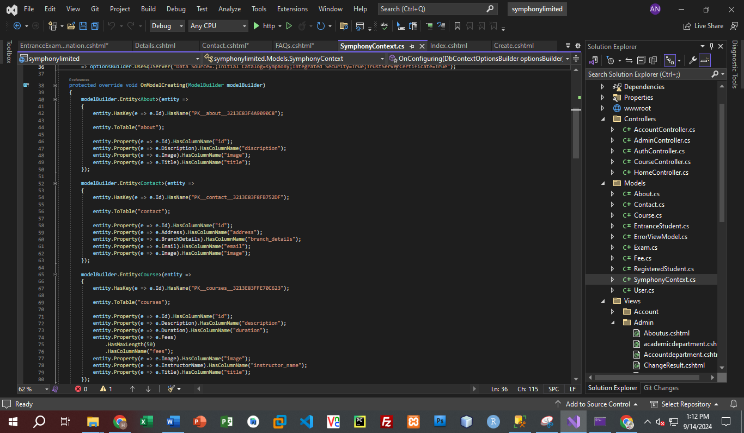 File Edit View Git Project Build Debug Test Analyze Tools Extensions Window Help Search (Ctrl+Q) symphonylimited AN
Debug Any CPU http Live Share
EntranceExam...nation.cshtml* Details.cshtml Contact.cshtml* FAQs.cshtml* SymphonyContext.cs Index.cshtml Create.cshtml
symphonylimited symphonylimited.Models.SymphonyContext OnConfiguring(DbContextOptionsBuilder optionsBuilder
protected override void OnModelCreating(ModelBuilder modelBuilder)
{
modelBuilder.Entity<About>(entity =>
{
entity.HasKey(e => e.Id).HasName(
entity.ToTable("about");
entity.Property(e => e.Id).HasColumnName("id");
entity.Property(e => e.Discription).HasColumnName("discription");
entity.Property(e => e.Image).HasColumnName("image");
entity.Property(e => e.Title).HasColumnName("title");
});
modelBuilder.Entity<Contact>(entity =>
{
entity.HasKey(e => e.Id).HasName(
entity.ToTable("contact");
entity.Property(e => e.Id).HasColumnName("id");
entity.Property(e => e.Address).HasColumnName("address");
entity.Property(e => e.BranchDetails).HasColumnName("branch_details");
entity.Property(e => e.Email).HasColumnName("email");
entity.Property(e => e.Image).HasColumnName("image");
});
modelBuilder.Entity<Course>(entity =>
{
entity.HasKey(e => e.Id).HasName(
entity.ToTable("courses");
entity.Property(e => e.Id).HasColumnName("id");
entity.Property(e => e.Description).HasColumnName("description");
entity.Property(e => e.Duration).HasColumnName("duration");
entity.Property(e => e.Fees)
.HasMaxLength(50)
.HasColumnName("fees");
entity.Property(e => e.Image).HasColumnName("image");
entity.Property(e => e.InstructorName).HasColumnName("instructor_name");
entity.Property(e => e.Title).HasColumnName("title");
});
62 % 0 1 Ln: 36 Ch: 115 SPC LF
Toolbox
Solution Explorer
Search Solution Explorer (Ctrl+;)
Dependencies
Properties
wwwroot
Controllers
C# AccountController.cs
C# AdminController.cs
C# AuthController.cs
C# CourseController.cs
C# HomeController.cs
Models
C# About.cs
C# Contact.cs
C# Course.cs
C# EntranceStudent.cs
C# ErrorViewModel.cs
C# Exam.cs
C# Fee.cs
C# RegisteredStudent.cs
C# SymphonyContext.cs
C# User.cs
Views
Account
Admin
Aboutus.cshtml
academicdepartment.csh
Accountdepartment.cshti
ChangeResult.cshtml
Solution Explorer Git Changes
Diagnostic Tools
Ready Add to Source Control Select Repository
1:12 PM
9/14/2024